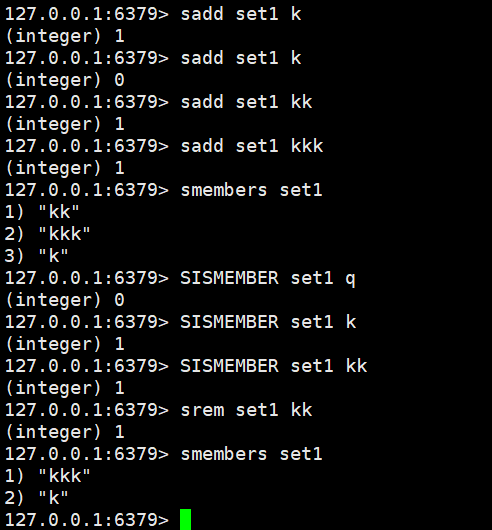 127.0.0.1:6379> sadd set1 k
(integer) 1
127.0.0.1:6379> sadd set1 k
(integer) 0
127.0.0.1:6379> sadd set1 kk
(integer) 1
127.0.0.1:6379> sadd set1 kkk
(integer) 1
127.0.0.1:6379> smembers set1
1) "kk"
2) "kkk"
3) "k"
127.0.0.1:6379> SISMEMBER set1 q
(integer) 0
127.0.0.1:6379> SISMEMBER set1 k
(integer) 1
127.0.0.1:6379> SISMEMBER set1 kk
(integer) 1
127.0.0.1:6379> srem set1 kk
(integer) 1
127.0.0.1:6379> smembers set1
1) "kkk"
2) "k"
127.0.0.1:6379>